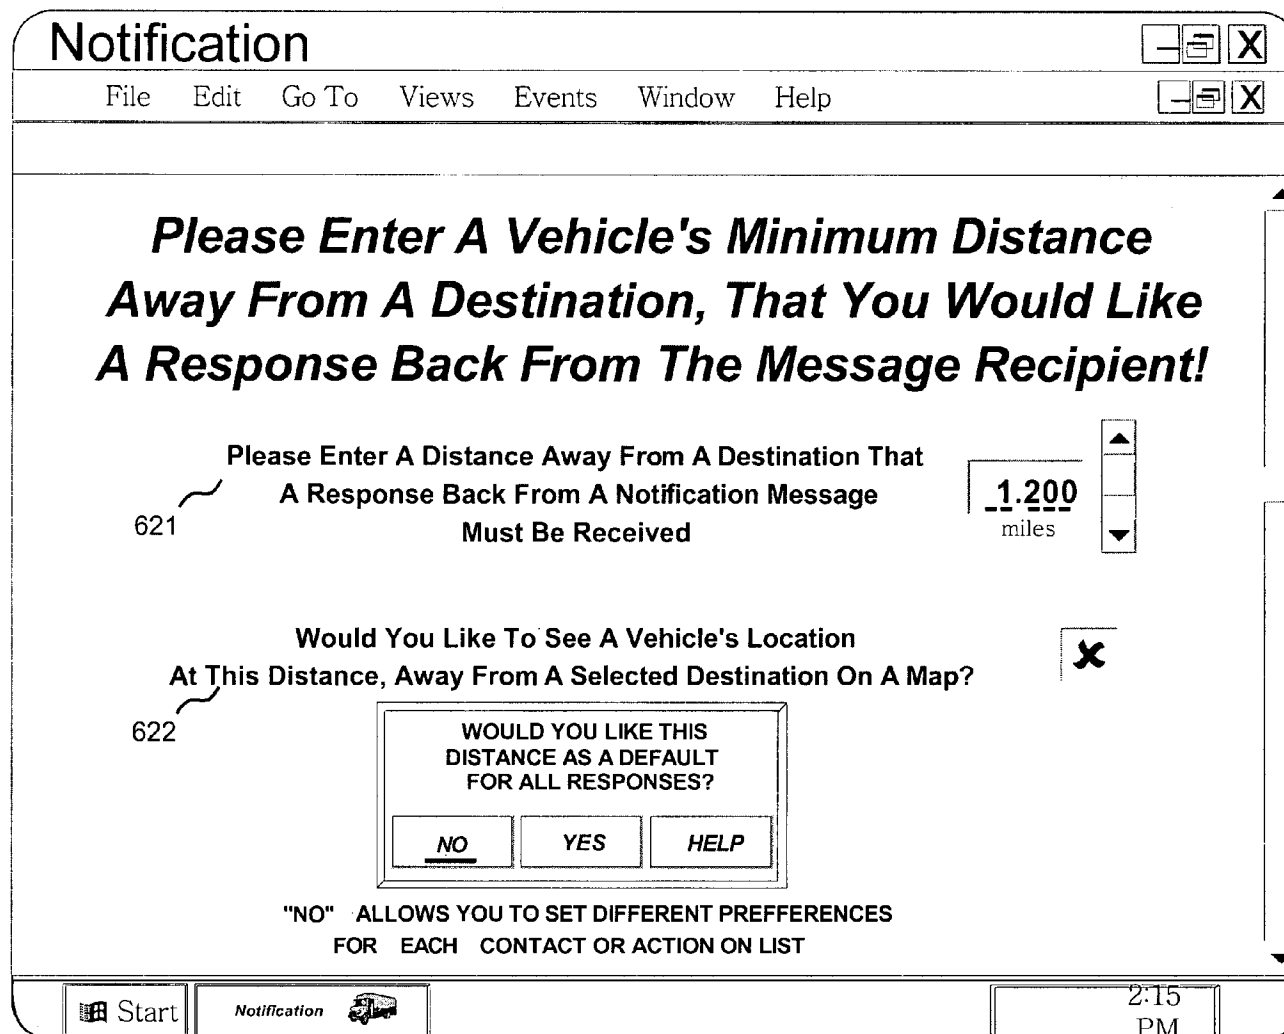 Notification
File Edit Go To Views Events Window Help
Please Enter A Vehicle's Minimum Distance
Away From A Destination, That You Would Like
A Response Back From The Message Recipient!
Please Enter A Distance Away From A Destination That
A Response Back From A Notification Message
Must Be Received
621
1.200
miles
Would You Like To See A Vehicle's Location
At This Distance, Away From A Selected Destination On A Map?
622
WOULD YOU LIKE THIS
DISTANCE AS A DEFAULT
FOR ALL RESPONSES?
NO YES HELP
"NO" ALLOWS YOU TO SET DIFFERENT PREFFERENCES
FOR EACH CONTACT OR ACTION ON LIST
Start Notification 2:15
PM